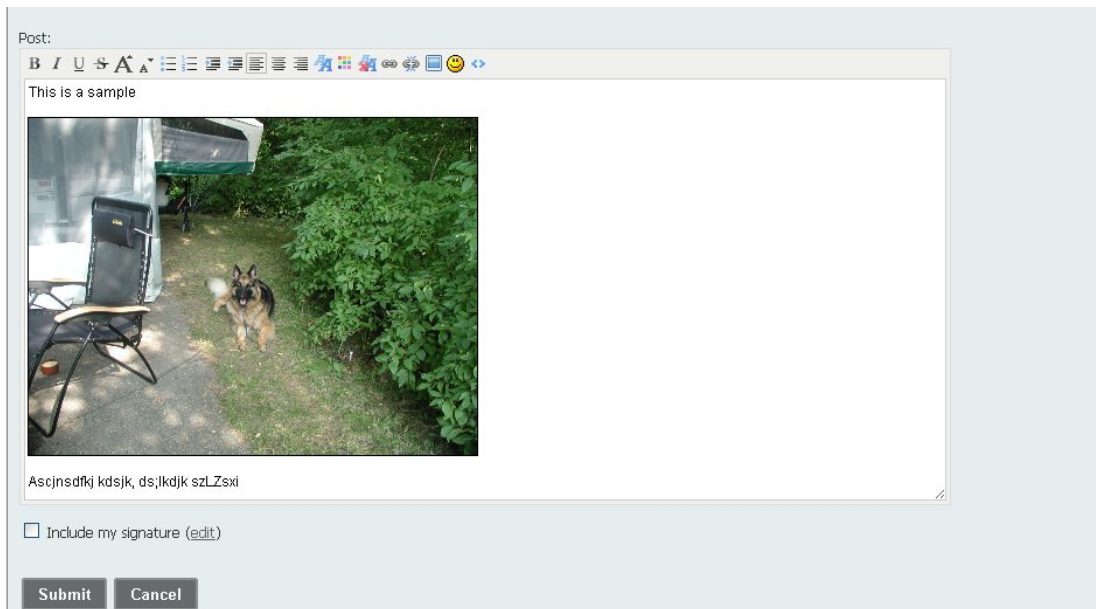 Post:
B I U S A A
This is a sample
Ascjnsdfkj kdsjk, ds;lkdjk szLZsxi
Include my signature (edit)
Submit Cancel